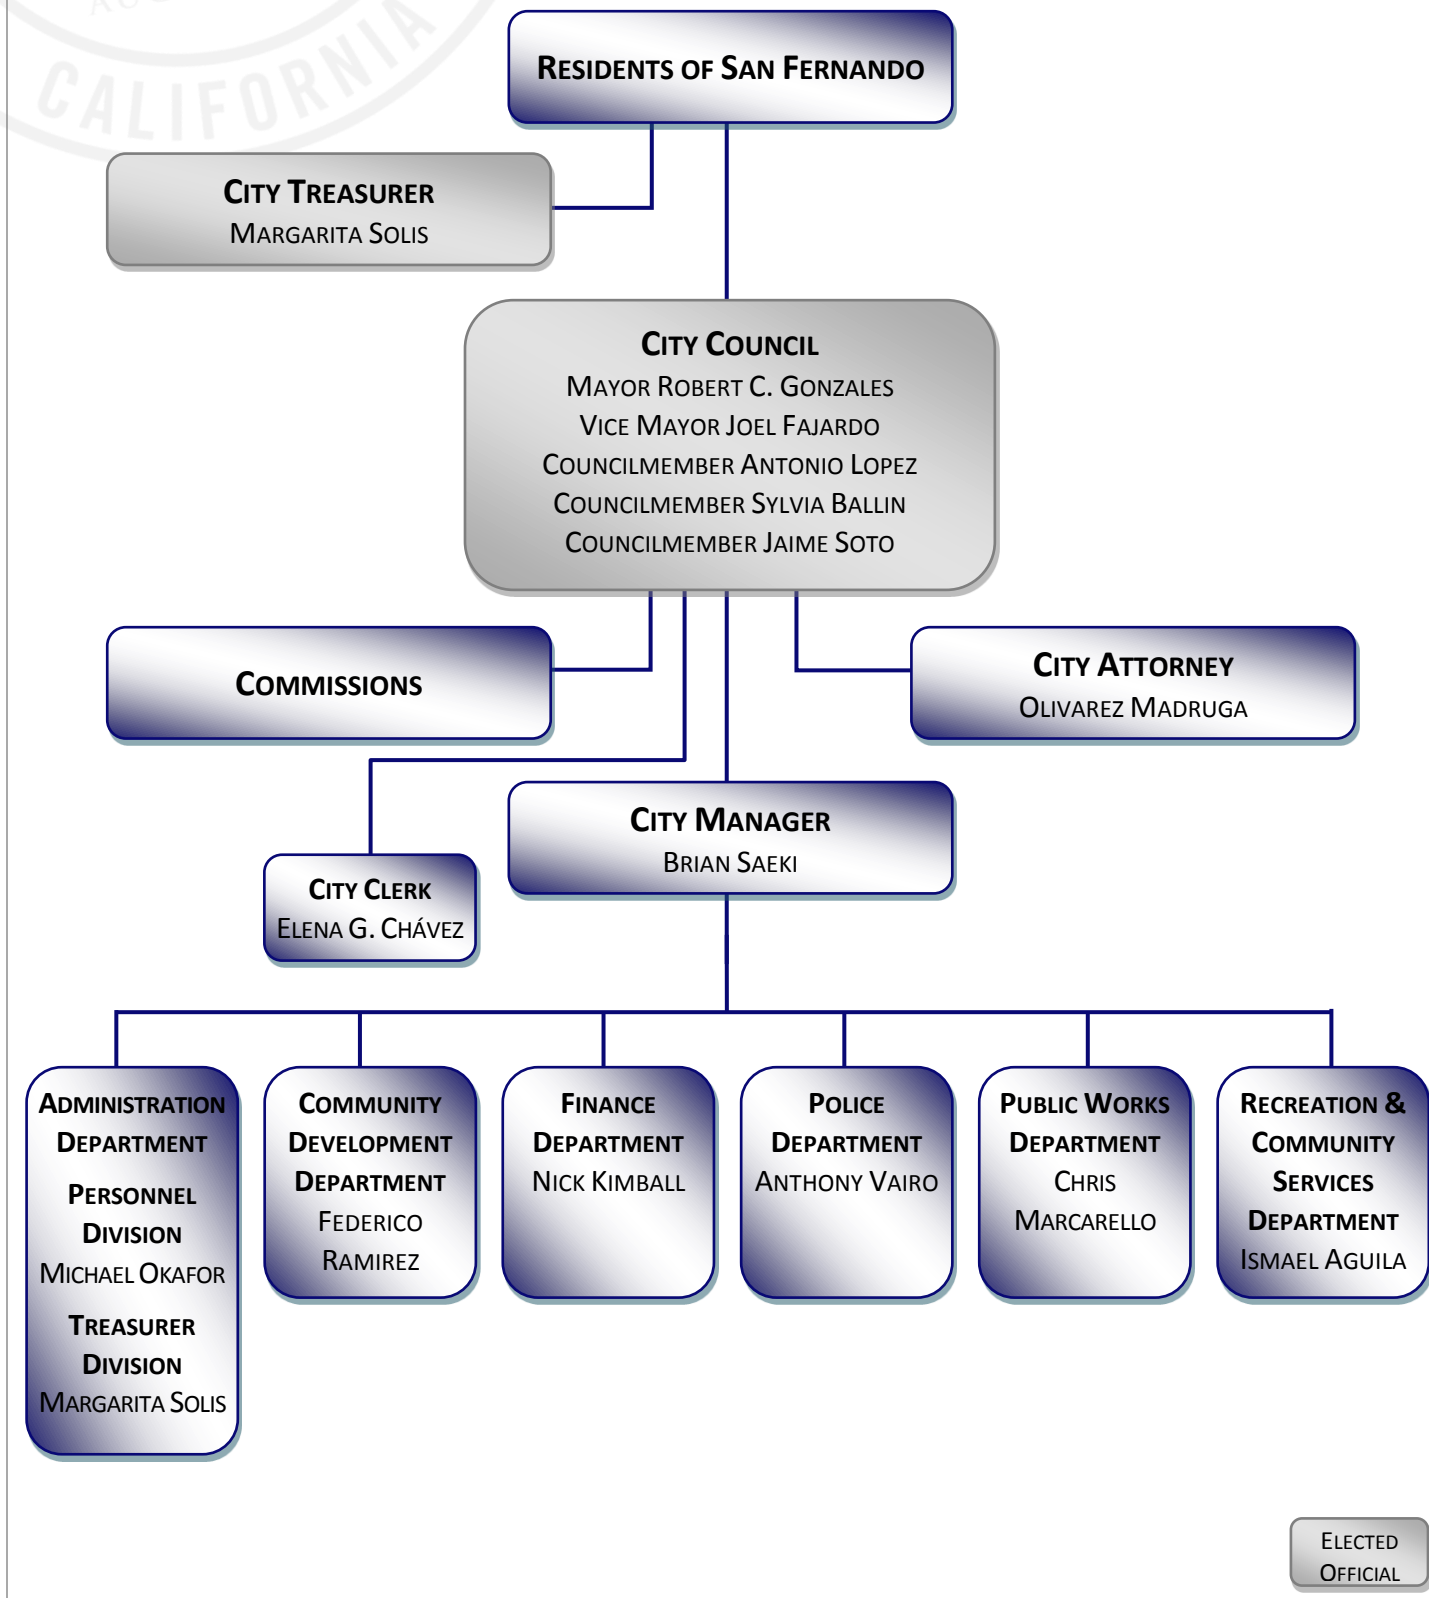 CALIFORNIA
RESIDENTS OF SAN FERNANDO
CITY TREASURER
MARGARITA SOLIS
CITY COUNCIL
MAYOR ROBERT C. GONZALES
VICE MAYOR JOEL FAJARDO
COUNCILMEMBER ANTONIO LOPEZ
COUNCILMEMBER SYLVIA BALLIN
COUNCILMEMBER JAIME SOTO
COMMISSIONS
CITY ATTORNEY
OLIVAREZ MADRUGA
CITY MANAGER
BRIAN SAEKI
CITY CLERK
ELENA G. CHÁVEZ
ADMINISTRATION
DEPARTMENT
PERSONNEL
DIVISION
MICHAEL OKAFOR
TREASURER
DIVISION
MARGARITA SOLIS
COMMUNITY
DEVELOPMENT
DEPARTMENT
FEDERICO
RAMIREZ
FINANCE
DEPARTMENT
NICK KIMBALL
POLICE
DEPARTMENT
ANTHONY VAIRO
PUBLIC WORKS
DEPARTMENT
CHRIS
MARCARELLO
RECREATION &
COMMUNITY
SERVICES
DEPARTMENT
ISMAEL AGUILA
ELECTED
OFFICIAL